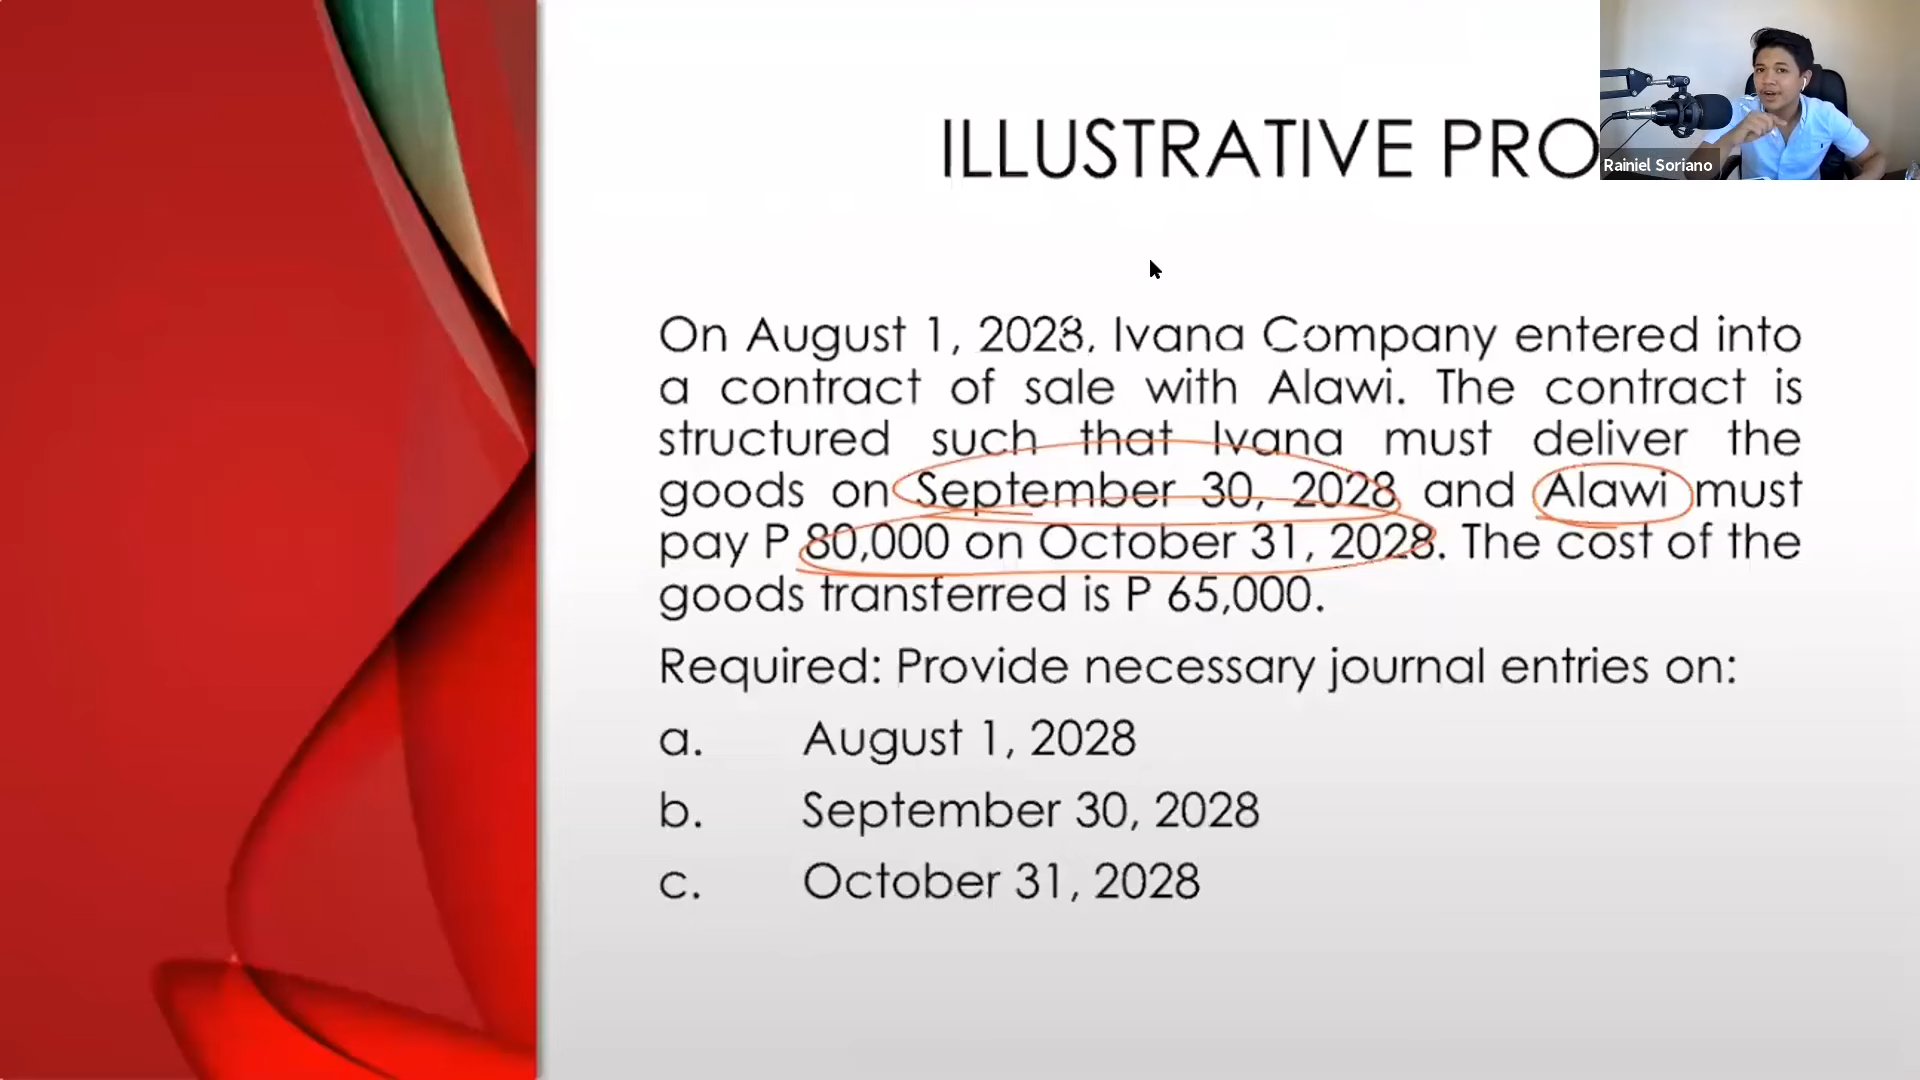 ILLUSTRATIVE PRO
Rainiel Soriano
On August 1, 2028, Ivana Company entered into
a contract of sale with Alawi. The contract is
structured such that Ivana must deliver the
goods on September 30, 2028 and Alawi must
pay P 80,000 on October 31, 2028. The cost of the
goods transferred is P 65,000.
Required: Provide necessary journal entries on:
a. August 1, 2028
b. September 30, 2028
c. October 31, 2028